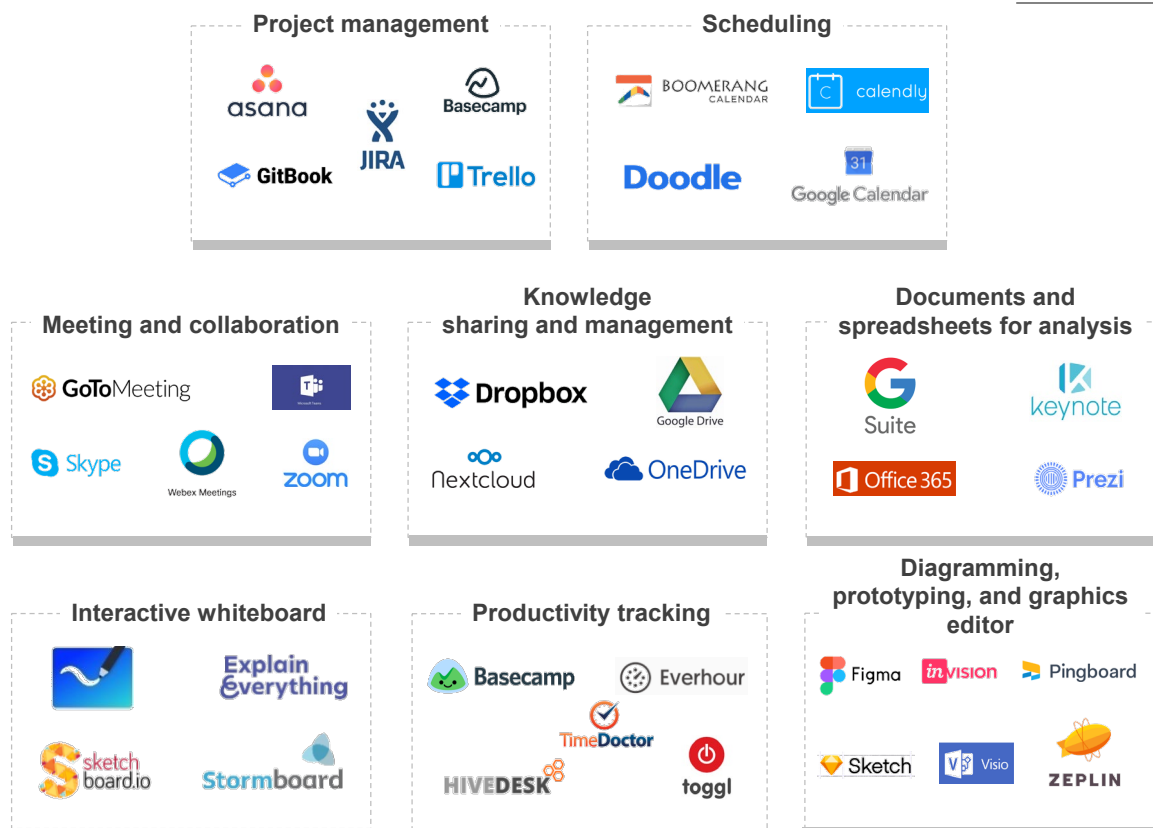 Project management
asana
Basecamp
JIRA
GitBook
Trello
Scheduling
BOOMERANG
CALENDAR
C calendly
Doodle
31
Google Calendar
Meeting and collaboration
GoToMeeting
T
Microsoft Teams
S Skype
Webex Meetings
zoom
Knowledge
sharing and management
Dropbox
Google Drive
Nextcloud
OneDrive
Documents and
spreadsheets for analysis
G
Suite
keynote
Office 365
Prezi
Interactive whiteboard
Explain
Everything
sketch
board.io
Stormboard
Productivity tracking
Basecamp
Everhour
TimeDoctor
HIVEDESK
toggl
Diagramming,
prototyping, and graphics
editor
Figma
inVISION
Pingboard
Sketch
V Visio
ZEPLIN